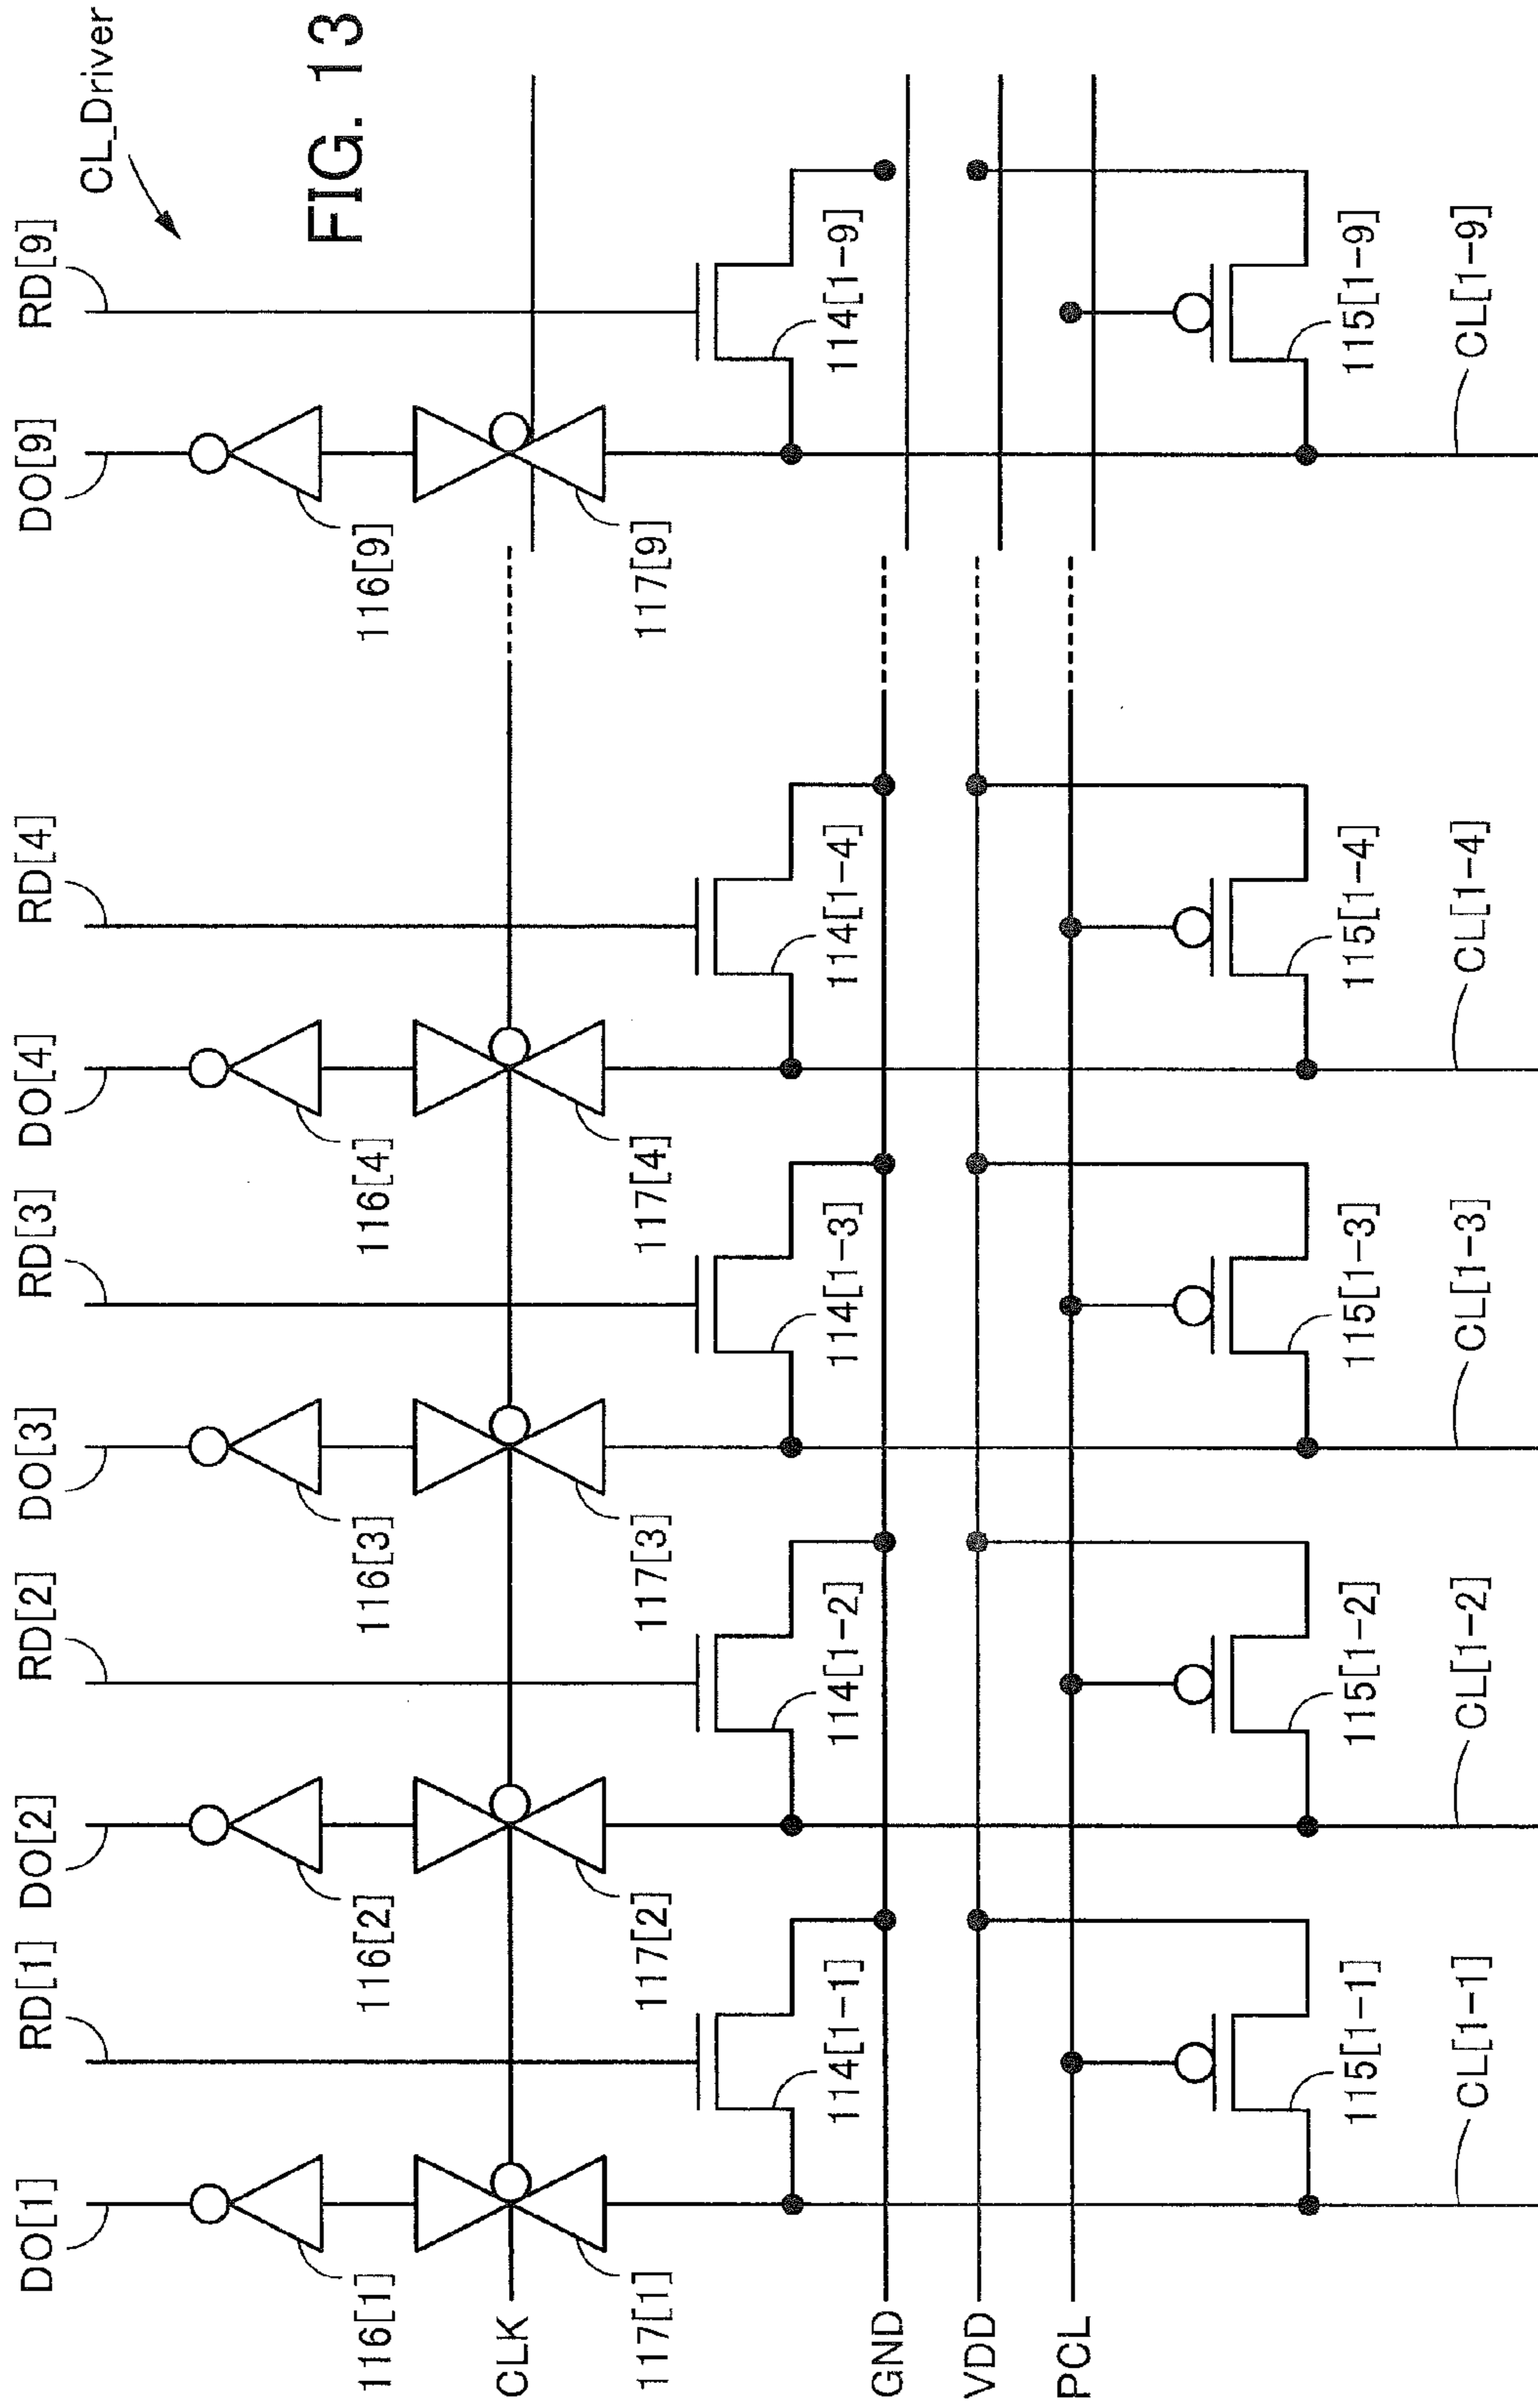 FIG. 13
CL_Driver
DO[1] RD[1] DO[2] RD[2] DO[3] RD[3] DO[4] RD[4] DO[9] RD[9]
116[1] 116[2] 116[3] 116[4] 116[9]
CLK
117[1] 117[2] 117[3] 117[4] 117[9]
114[1-1] 114[1-2] 114[1-3] 114[1-4] 114[1-9]
GND
VDD
PCL
115[1-1] 115[1-2] 115[1-3] 115[1-4] 115[1-9]
CL[1-1] CL[1-2] CL[1-3] CL[1-4] CL[1-9]